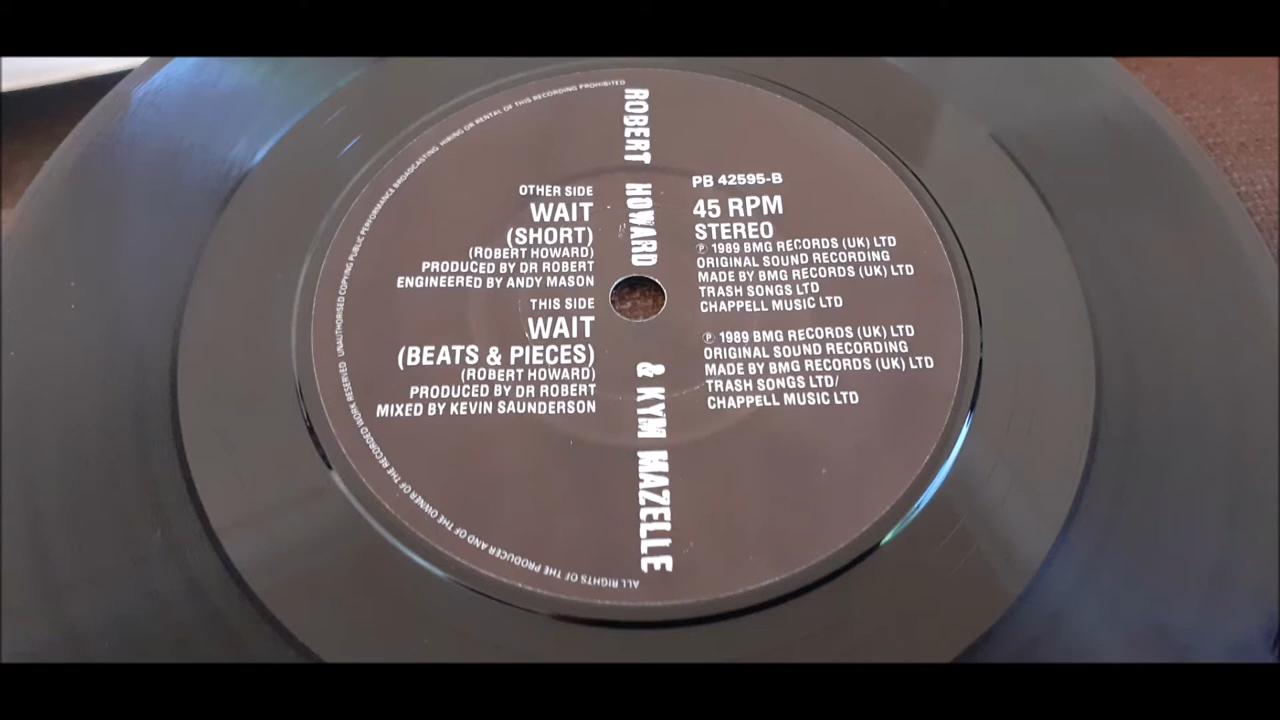 ROBERT HOWARD & KYM MAZELLE
OTHER SIDE
WAIT
(SHORT)
(ROBERT HOWARD)
PRODUCED BY DR ROBERT
ENGINEERED BY ANDY MASON
THIS SIDE
WAIT
(BEATS & PIECES)
(ROBERT HOWARD)
PRODUCED BY DR ROBERT
MIXED BY KEVIN SAUNDERSON
PB 42595-B
45 RPM
STEREO
℗ 1989 BMG RECORDS (UK) LTD
ORIGINAL SOUND RECORDING
MADE BY BMG RECORDS (UK) LTD
TRASH SONGS LTD
CHAPPELL MUSIC LTD
℗ 1989 BMG RECORDS (UK) LTD
ORIGINAL SOUND RECORDING
MADE BY BMG RECORDS (UK) LTD
TRASH SONGS LTD/
CHAPPELL MUSIC LTD
ALL RIGHTS OF THE PRODUCER AND OF THE OWNER OF THE RECORDED WORK RESERVED UNAUTHORISED COPYING PUBLIC PERFORMANCE BROADCASTING HIRING OR RENTAL OF THIS RECORDING PROHIBITED